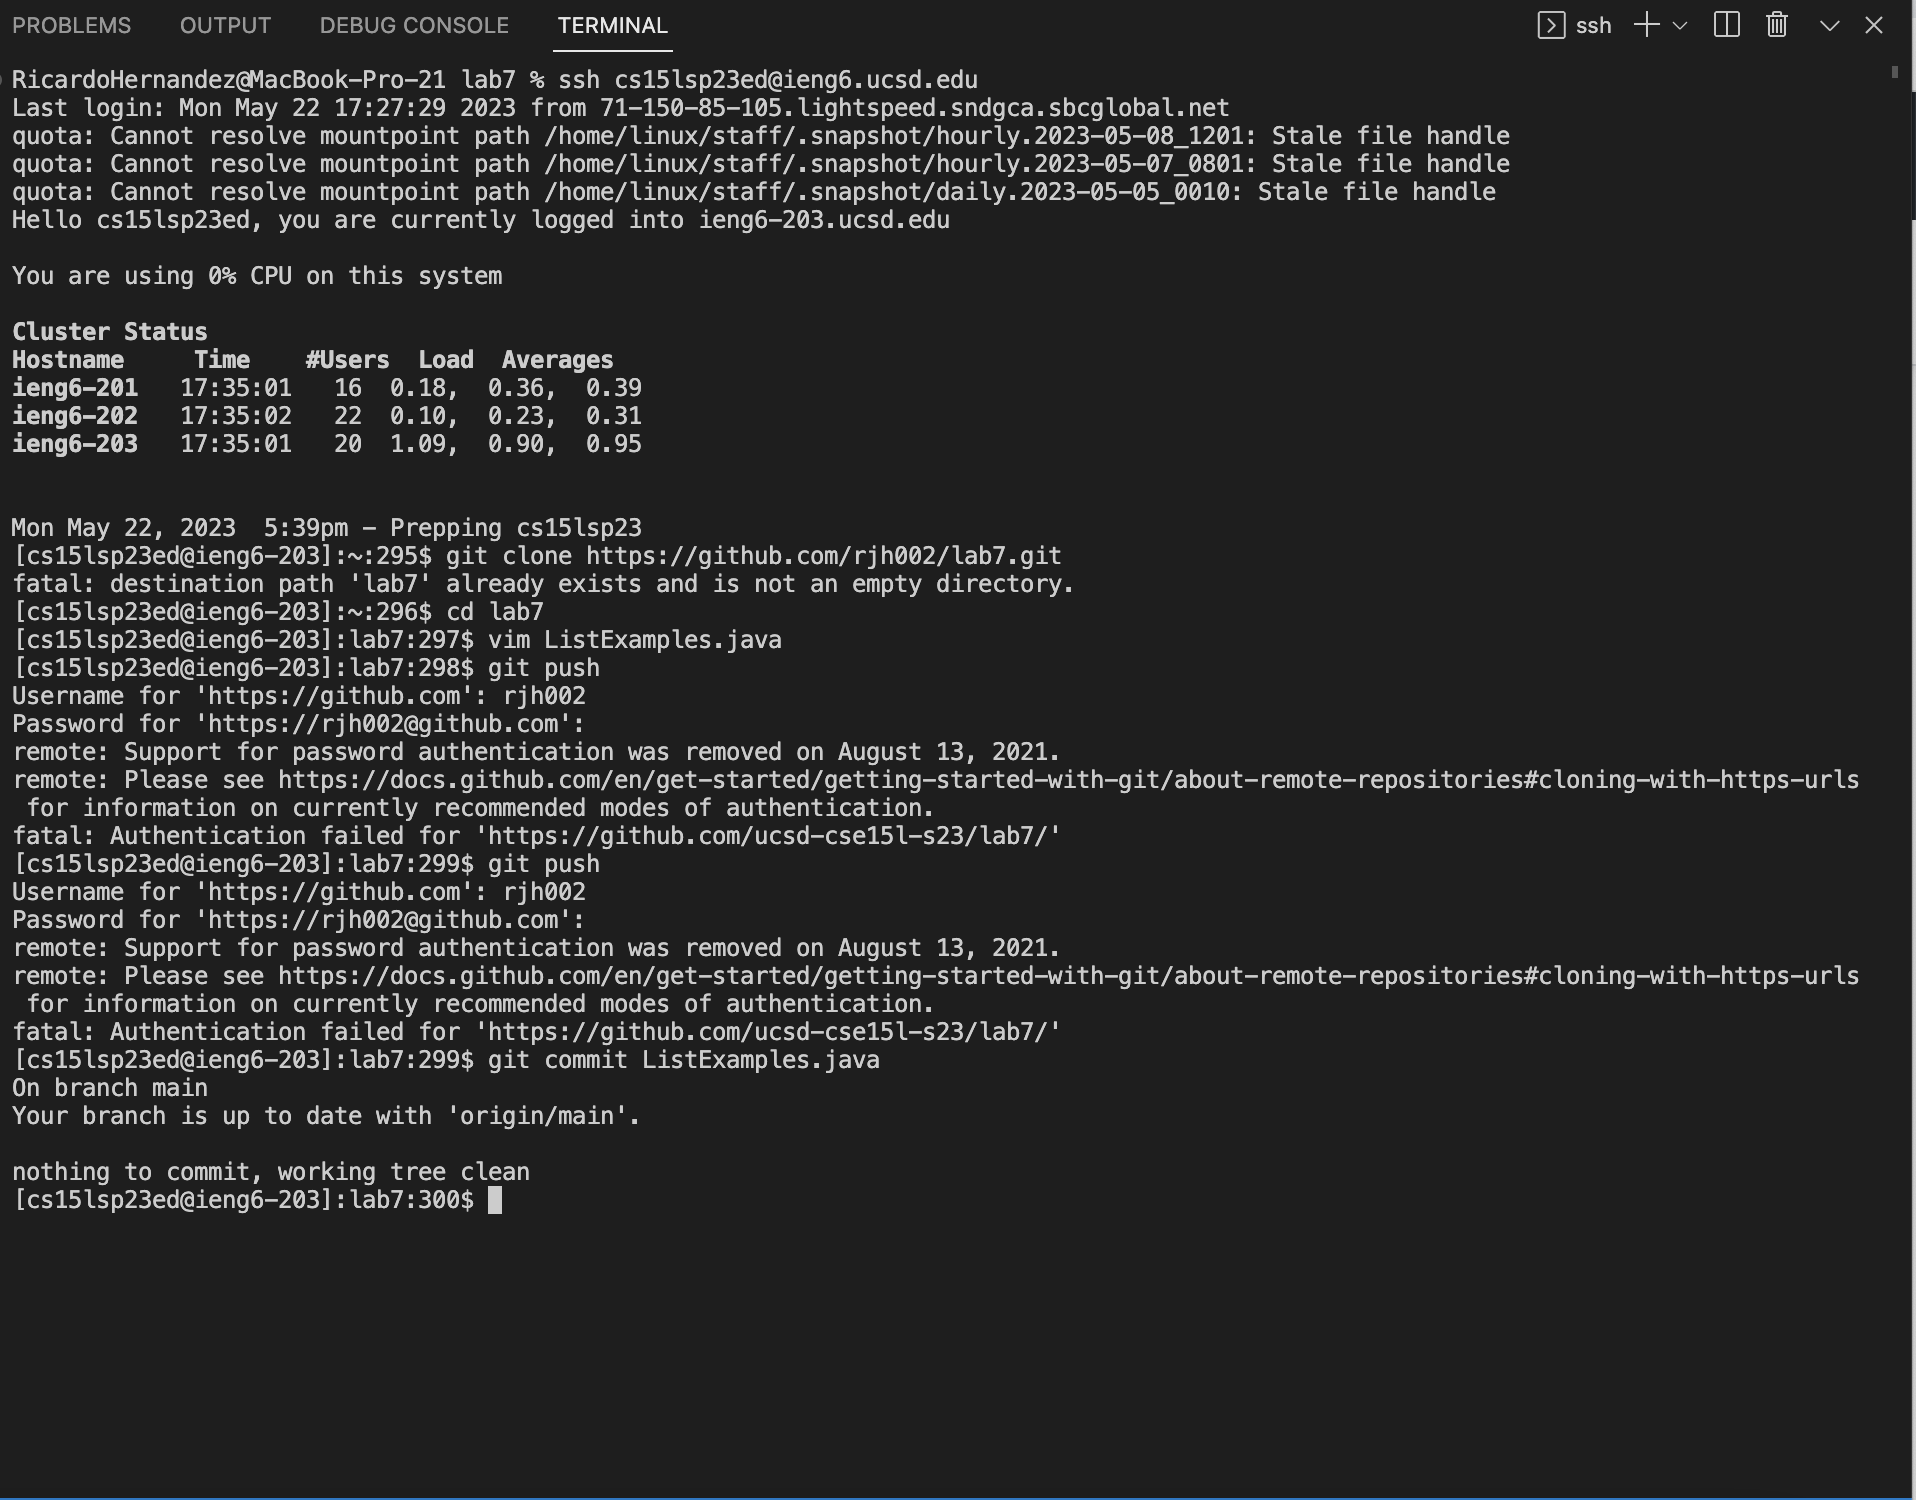 PROBLEMS OUTPUT DEBUG CONSOLE TERMINAL ssh
RicardoHernandez@MacBook-Pro-21 lab7 % ssh cs15lsp23ed@ieng6.ucsd.edu
Last login: Mon May 22 17:27:29 2023 from 71-150-85-105.lightspeed.sndgca.sbcglobal.net
quota: Cannot resolve mountpoint path /home/linux/staff/.snapshot/hourly.2023-05-08_1201: Stale file handle
quota: Cannot resolve mountpoint path /home/linux/staff/.snapshot/hourly.2023-05-07_0801: Stale file handle
quota: Cannot resolve mountpoint path /home/linux/staff/.snapshot/daily.2023-05-05_0010: Stale file handle
Hello cs15lsp23ed, you are currently logged into ieng6-203.ucsd.edu
You are using 0% CPU on this system
Cluster Status
Hostname Time #Users Load Averages
ieng6-201 17:35:01 16 0.18, 0.36, 0.39
ieng6-202 17:35:02 22 0.10, 0.23, 0.31
ieng6-203 17:35:01 20 1.09, 0.90, 0.95
Mon May 22, 2023 5:39pm - Prepping cs15lsp23
[cs15lsp23ed@ieng6-203]:~:295$ git clone https://github.com/rjh002/lab7.git
fatal: destination path 'lab7' already exists and is not an empty directory.
[cs15lsp23ed@ieng6-203]:~:296$ cd lab7
[cs15lsp23ed@ieng6-203]:lab7:297$ vim ListExamples.java
[cs15lsp23ed@ieng6-203]:lab7:298$ git push
Username for 'https://github.com': rjh002
Password for 'https://rjh002@github.com':
remote: Support for password authentication was removed on August 13, 2021.
remote: Please see https://docs.github.com/en/get-started/getting-started-with-git/about-remote-repositories#cloning-with-https-urls
for information on currently recommended modes of authentication.
fatal: Authentication failed for 'https://github.com/ucsd-cse15l-s23/lab7/'
[cs15lsp23ed@ieng6-203]:lab7:299$ git push
Username for 'https://github.com': rjh002
Password for 'https://rjh002@github.com':
remote: Support for password authentication was removed on August 13, 2021.
remote: Please see https://docs.github.com/en/get-started/getting-started-with-git/about-remote-repositories#cloning-with-https-urls
for information on currently recommended modes of authentication.
fatal: Authentication failed for 'https://github.com/ucsd-cse15l-s23/lab7/'
[cs15lsp23ed@ieng6-203]:lab7:299$ git commit ListExamples.java
On branch main
Your branch is up to date with 'origin/main'.
nothing to commit, working tree clean
[cs15lsp23ed@ieng6-203]:lab7:300$